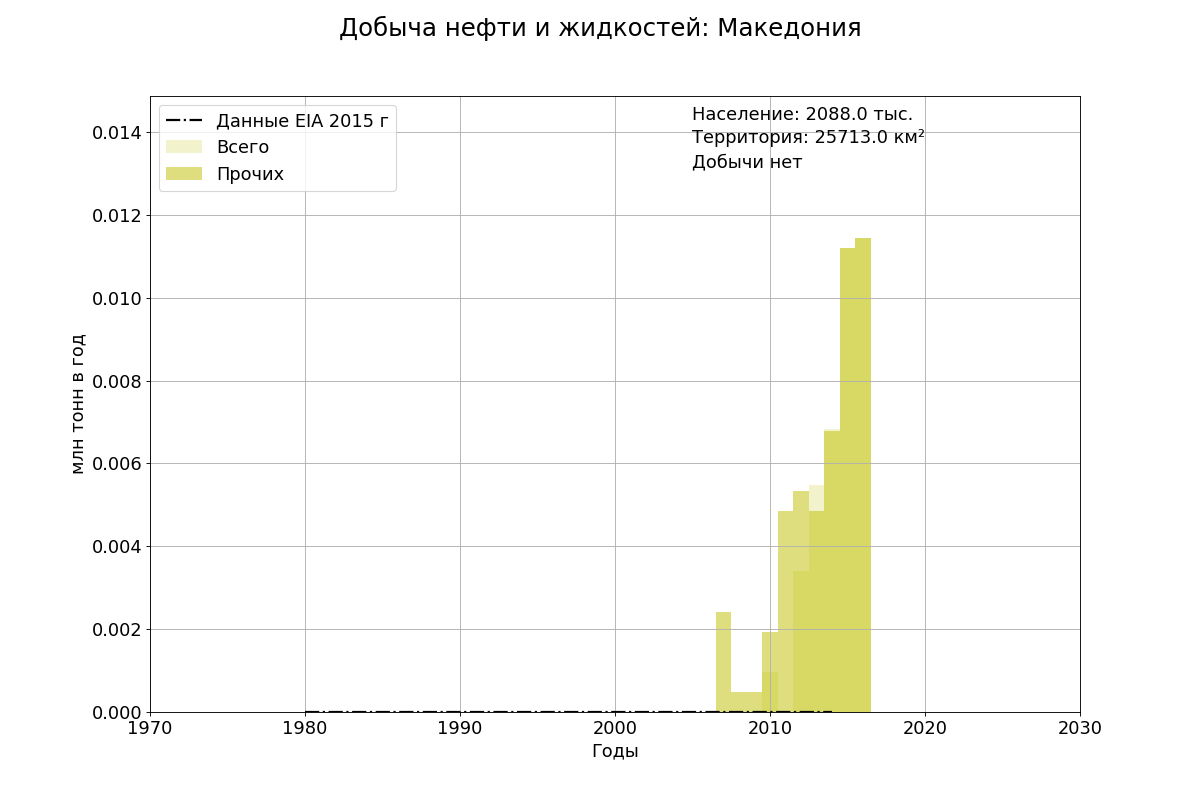 Добыча нефти и жидкостей: Македония
Данные EIA 2015 г
Всего
Прочих
Население: 2088.0 тыс.
Территория: 25713.0 км²
Добычи нет
млн тонн в год
0.014
0.012
0.010
0.008
0.006
0.004
0.002
0.000
1970 1980 1990 2000 2010 2020 2030
Годы